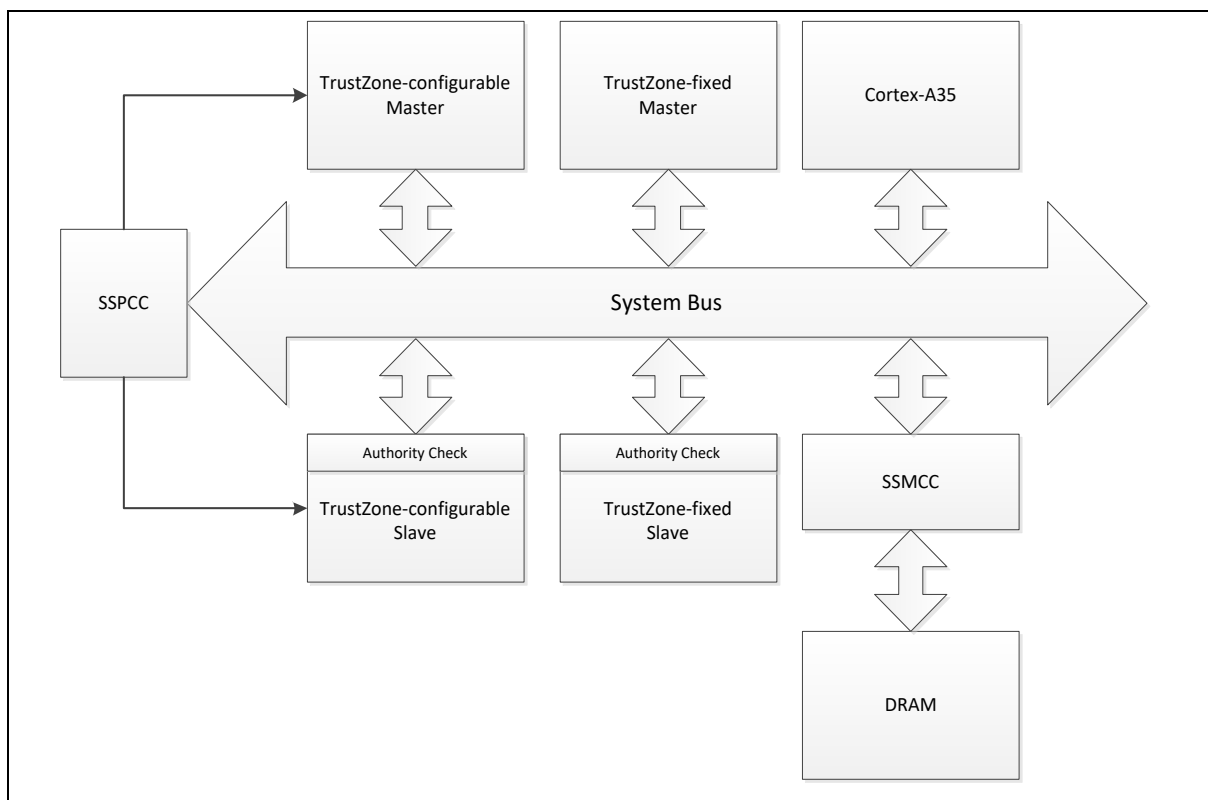 TrustZone-configurable
Master
TrustZone-fixed
Master
Cortex-A35
SSPCC
System Bus
Authority Check
TrustZone-configurable
Slave
Authority Check
TrustZone-fixed
Slave
SSMCC
DRAM